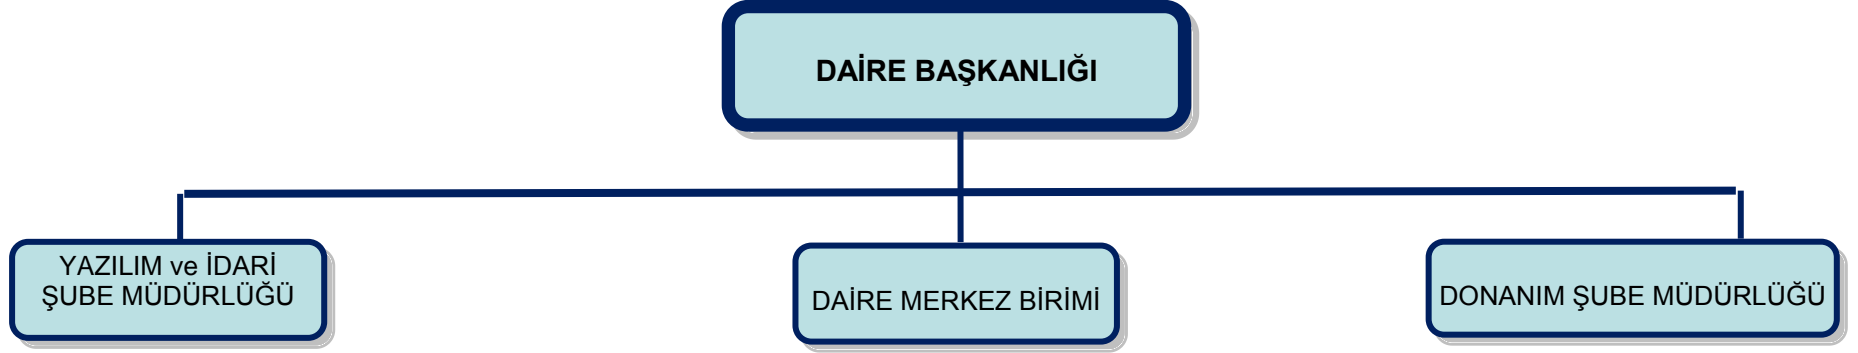 DAİRE BAŞKANLIĞI
YAZILIM ve İDARİ
ŞUBE MÜDÜRLÜĞÜ
DAİRE MERKEZ BİRİMİ
DONANIM ŞUBE MÜDÜRLÜĞÜ